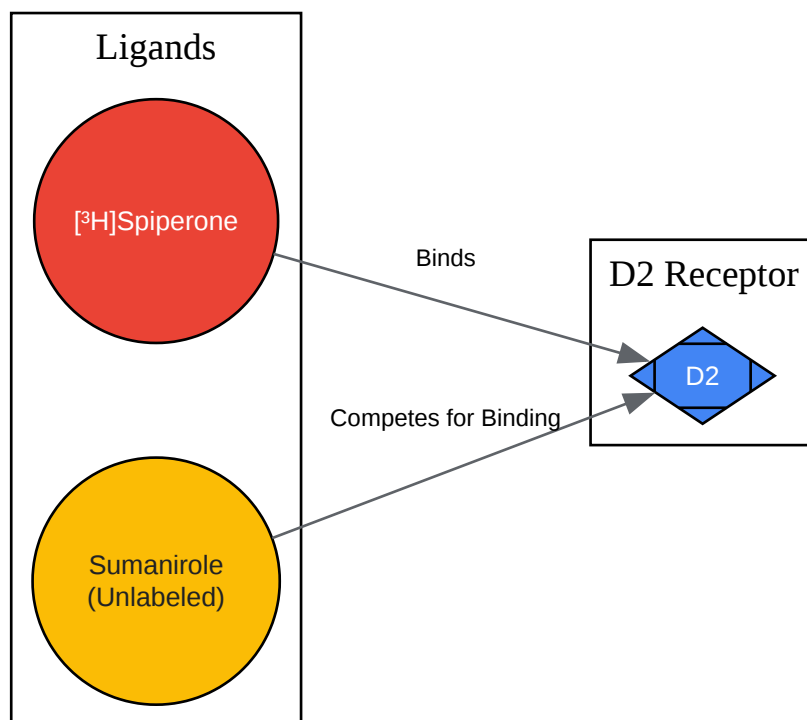 Ligands
[³H]Spiperone
Binds
D2 Receptor
D2
Competes for Binding
Sumanirole
(Unlabeled)